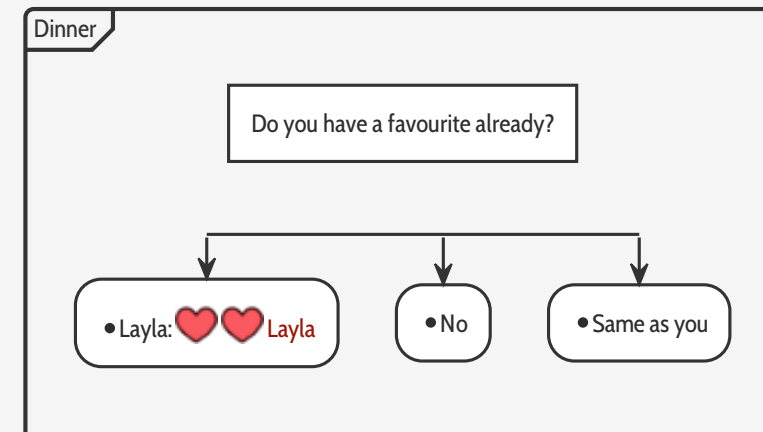 Dinner
Do you have a favourite already?
•Layla: Layla
•No
•Same as you